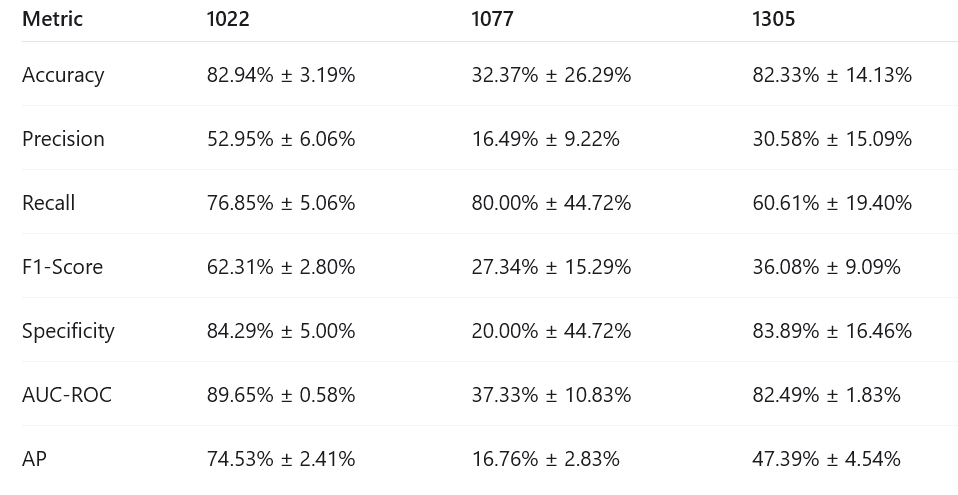 Metric 1022 1077 1305
Accuracy 82.94% ± 3.19% 32.37% ± 26.29% 82.33% ± 14.13%
Precision 52.95% ± 6.06% 16.49% ± 9.22% 30.58% ± 15.09%
Recall 76.85% ± 5.06% 80.00% ± 44.72% 60.61% ± 19.40%
F1-Score 62.31% ± 2.80% 27.34% ± 15.29% 36.08% ± 9.09%
Specificity 84.29% ± 5.00% 20.00% ± 44.72% 83.89% ± 16.46%
AUC-ROC 89.65% ± 0.58% 37.33% ± 10.83% 82.49% ± 1.83%
AP 74.53% ± 2.41% 16.76% ± 2.83% 47.39% ± 4.54%